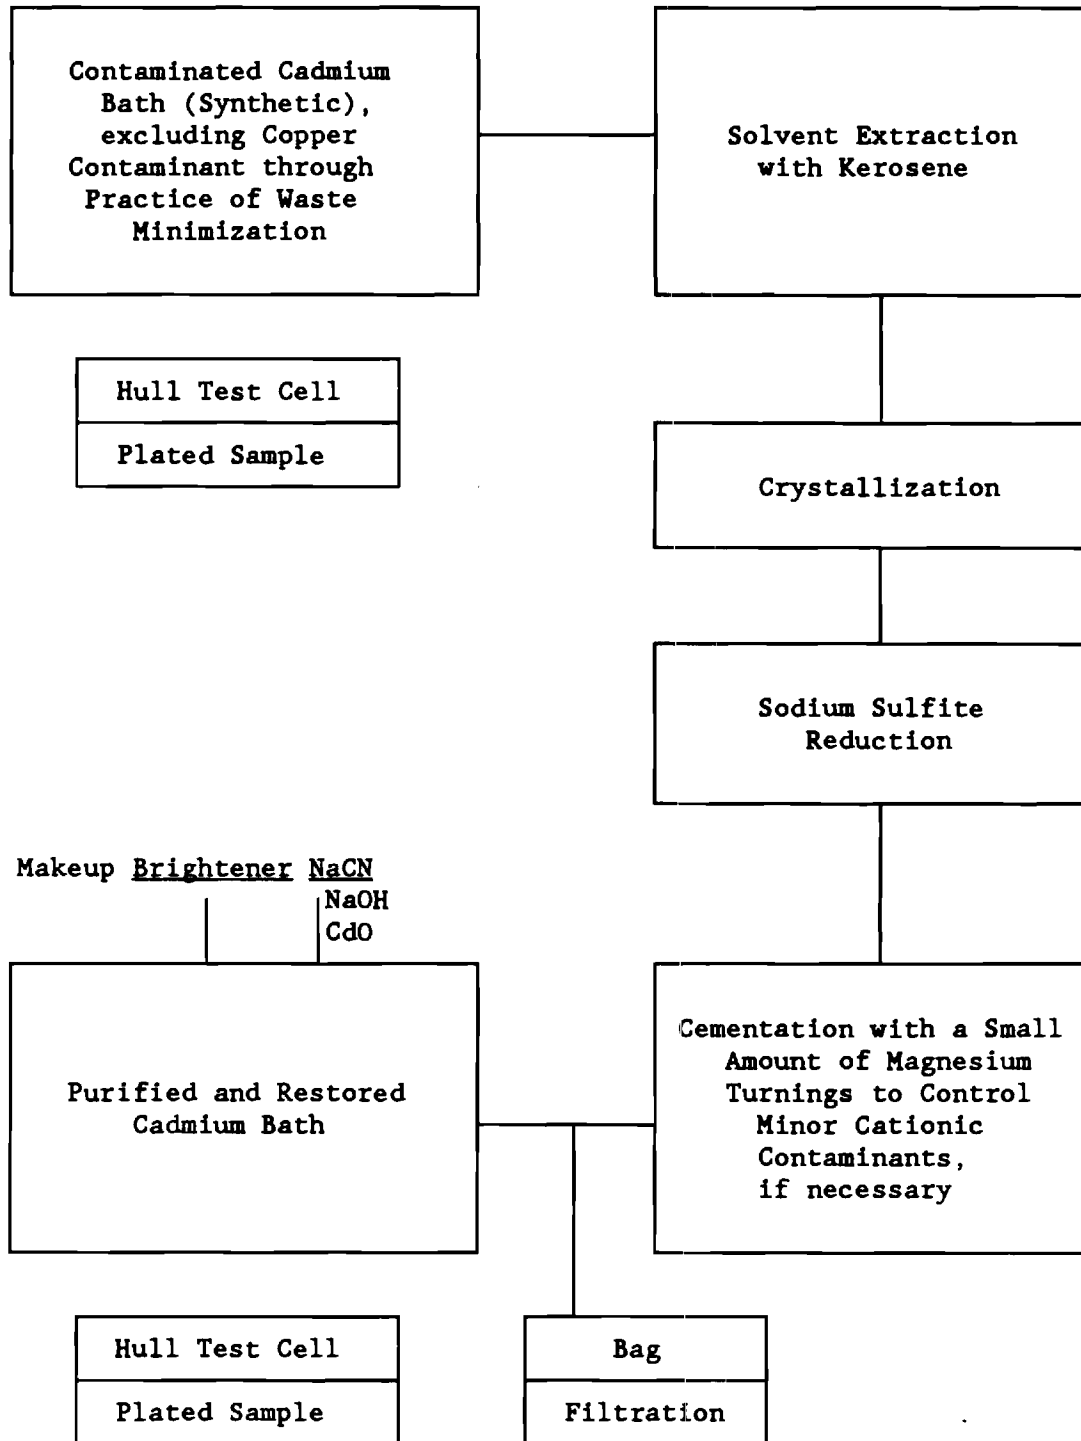 Contaminated Cadmium
Bath (Synthetic),
excluding Copper
Contaminant through
Practice of Waste
Minimization
Solvent Extraction
with Kerosene
Hull Test Cell
Plated Sample
Crystallization
Sodium Sulfite
Reduction
Makeup Brightener NaCN
NaOH
CdO
Purified and Restored
Cadmium Bath
Cementation with a Small
Amount of Magnesium
Turnings to Control
Minor Cationic
Contaminants,
if necessary
Hull Test Cell
Plated Sample
Bag
Filtration